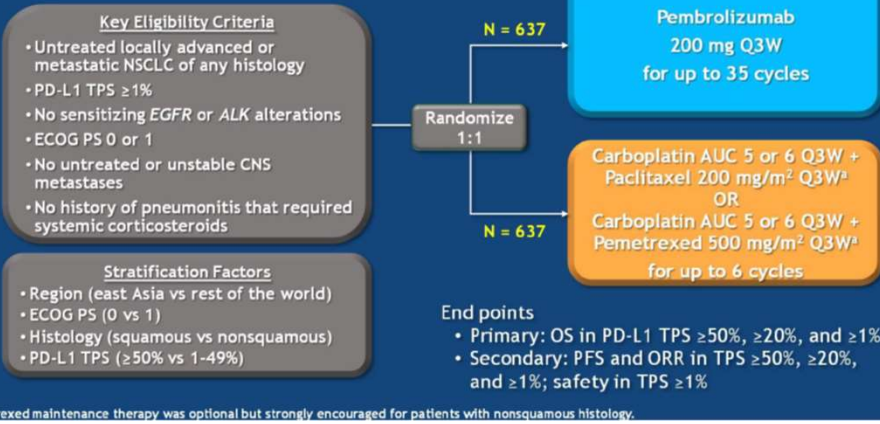 Key Eligibility Criteria
• Untreated locally advanced or
metastatic NSCLC of any histology
• PD-L1 TPS ≥1%
• No sensitizing EGFR or ALK alterations
• ECOG PS 0 or 1
• No untreated or unstable CNS
metastases
• No history of pneumonitis that required
systemic corticosteroids
Stratification Factors
• Region (east Asia vs rest of the world)
• ECOG PS (0 vs 1)
• Histology (squamous vs nonsquamous)
• PD-L1 TPS (≥50% vs 1-49%)
Randomize
1:1
N = 637
Pembrolizumab
200 mg Q3W
for up to 35 cycles
N = 637
Carboplatin AUC 5 or 6 Q3W +
Paclitaxel 200 mg/m² Q3Wᵃ
OR
Carboplatin AUC 5 or 6 Q3W +
Pemetrexed 500 mg/m² Q3Wᵃ
for up to 6 cycles
End points
• Primary: OS in PD-L1 TPS ≥50%, ≥20%, and ≥1%
• Secondary: PFS and ORR in TPS ≥50%, ≥20%,
and ≥1%; safety in TPS ≥1%
maintenance therapy was optional but strongly encouraged for patients with nonsquamous histology.